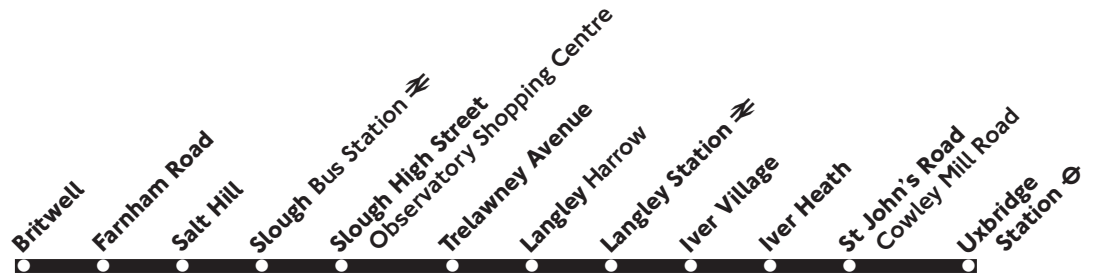 Britwell
Farnham Road
Salt Hill
Slough Bus Station
Slough High Street
Observatory Shopping Centre
Trelawney Avenue
Langley Harrow
Langley Station
Iver Village
Iver Heath
St John's Road
Cowley Mill Road
Uxbridge
Station